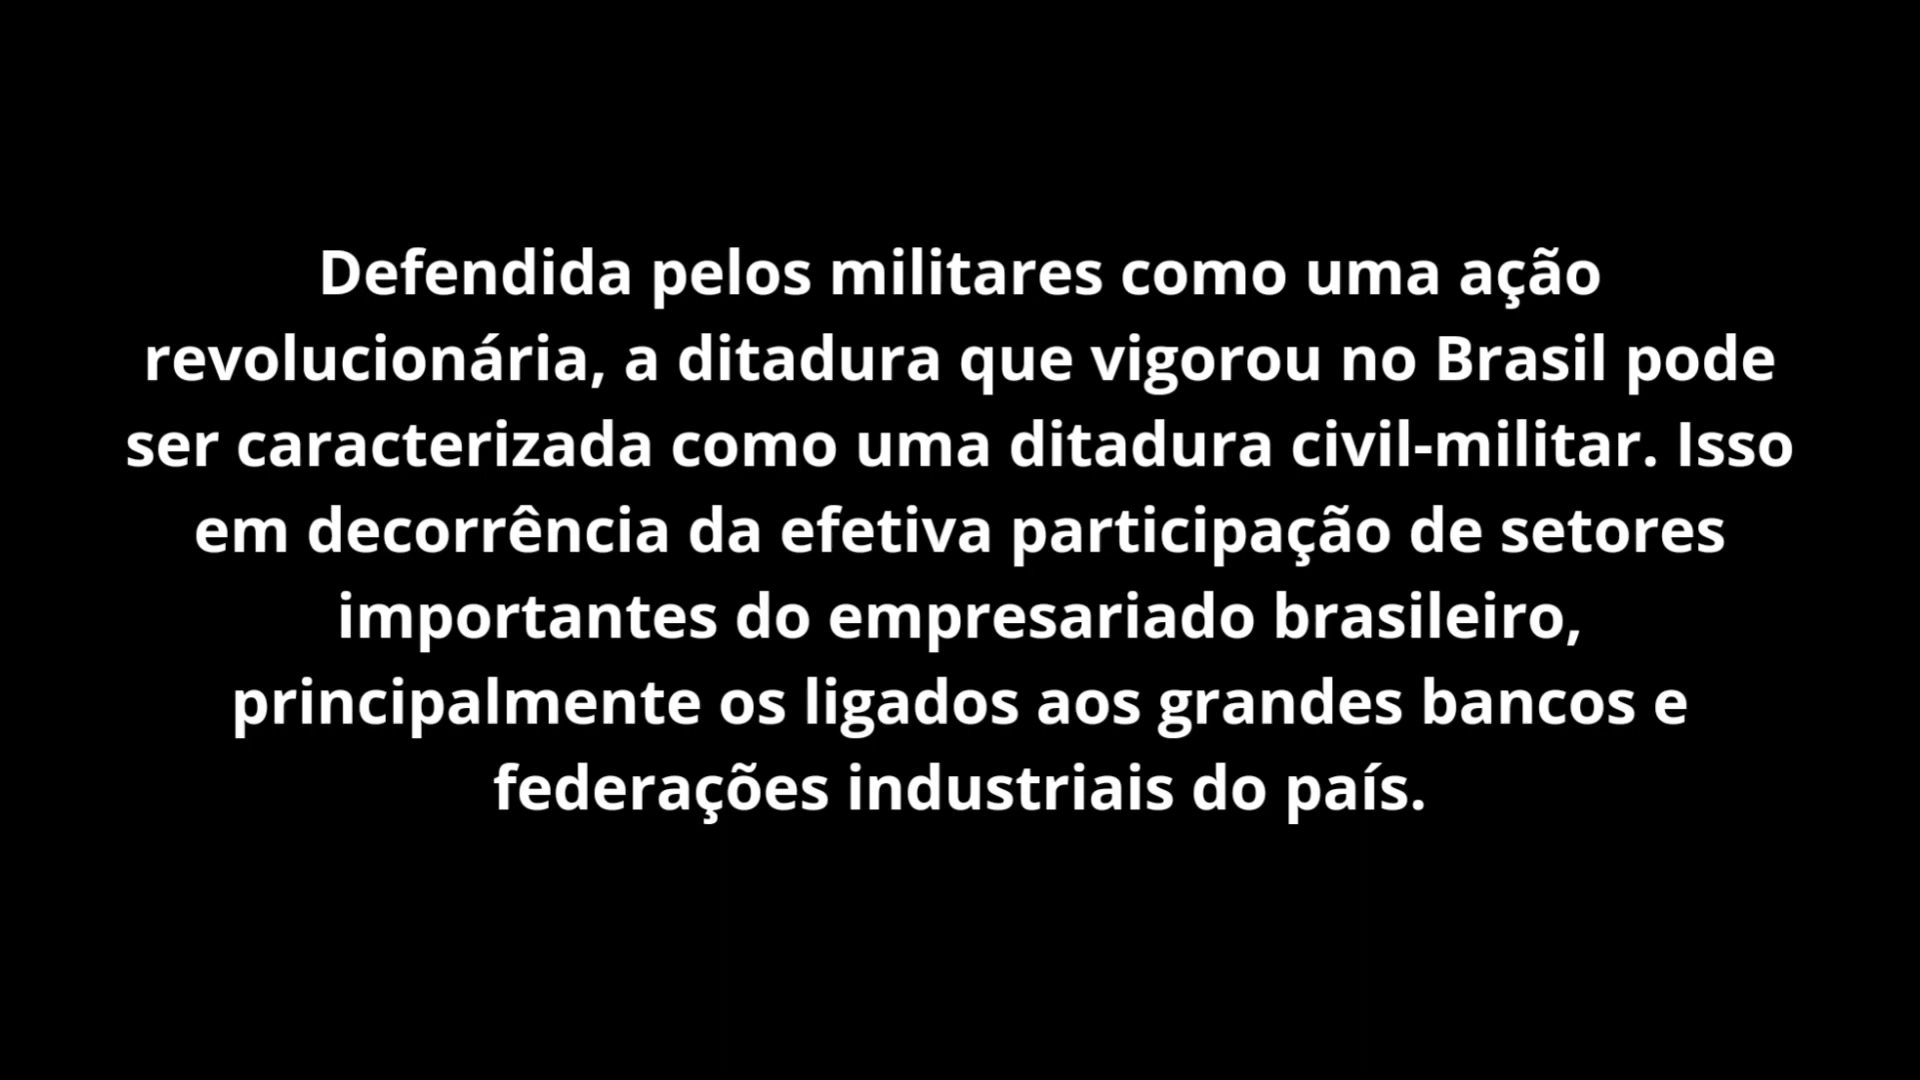 Defendida pelos militares como uma ação
revolucionária, a ditadura que vigorou no Brasil pode
ser caracterizada como uma ditadura civil-militar. Isso
em decorrência da efetiva participação de setores
importantes do empresariado brasileiro,
principalmente os ligados aos grandes bancos e
federações industriais do país.